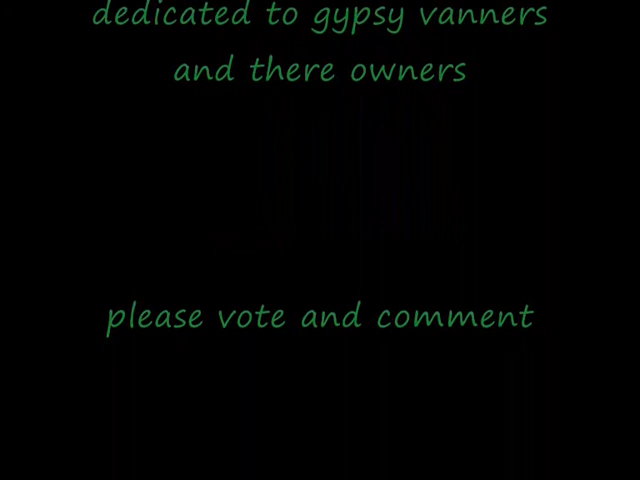 dedicated to gypsy vanners
and there owners
please vote and comment